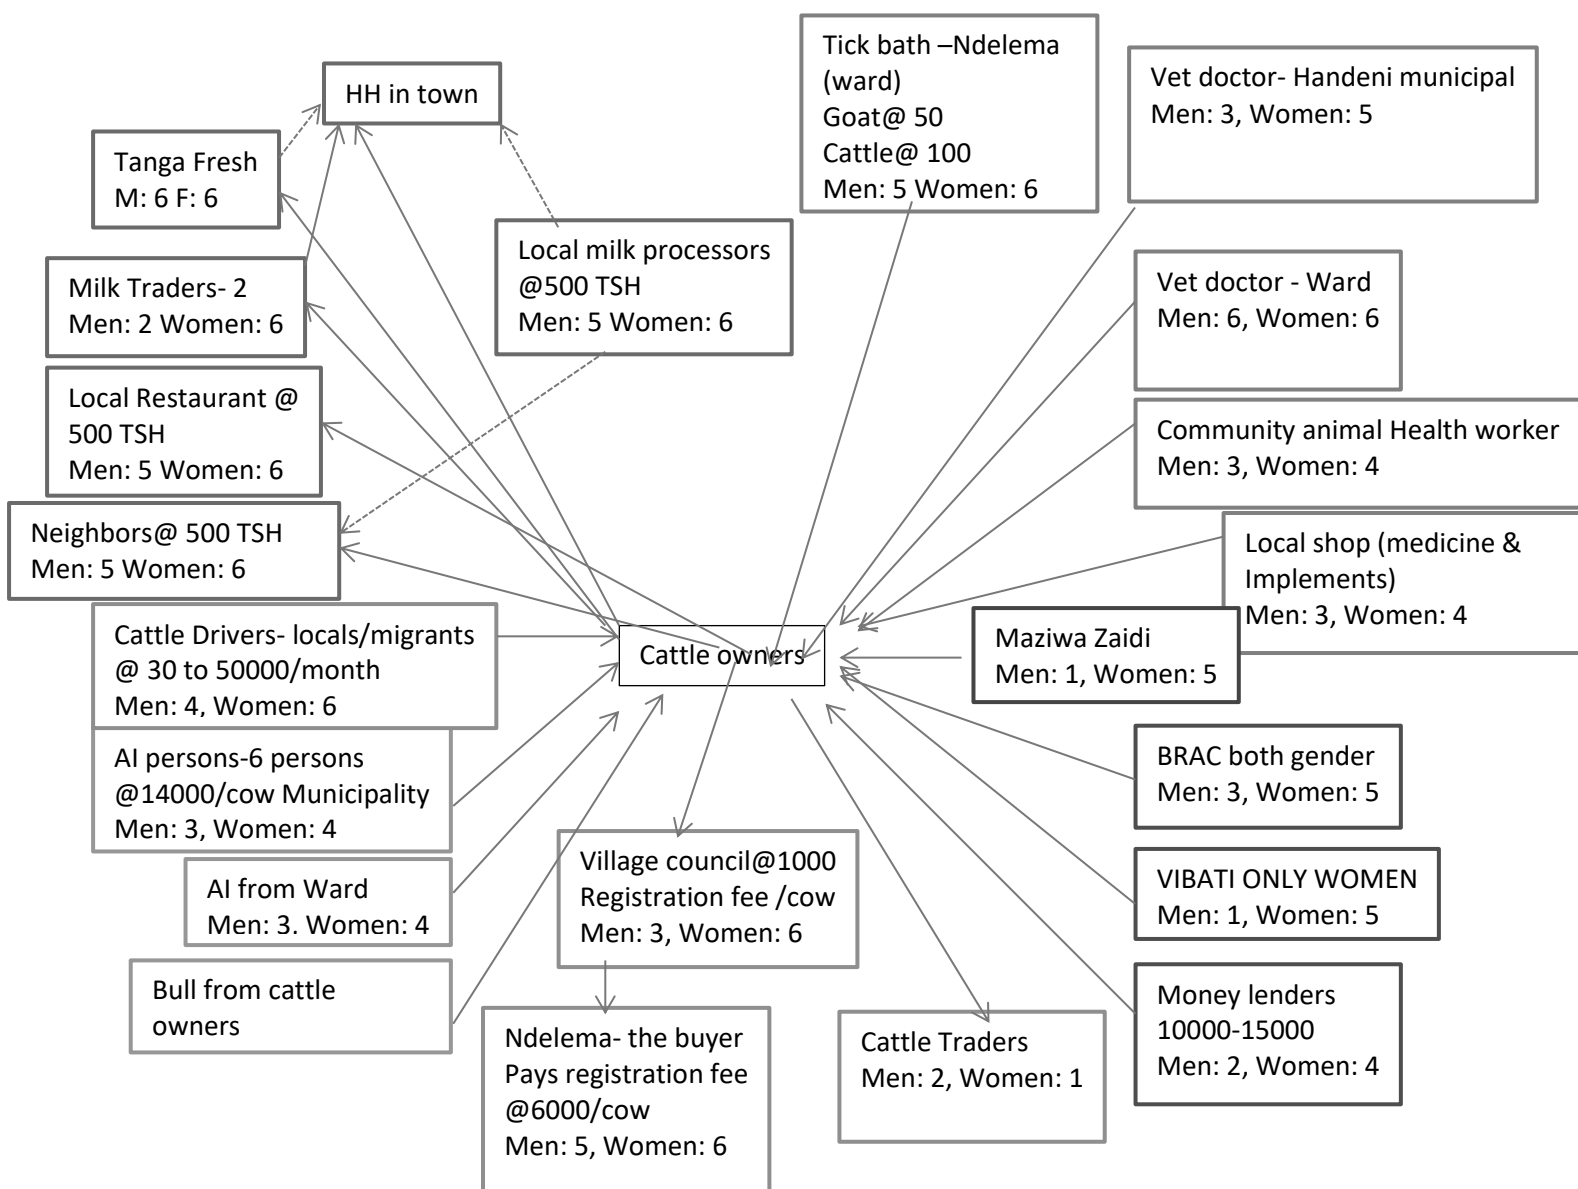 HH in town
Tanga Fresh
M: 6 F: 6
Milk Traders- 2
Men: 2 Women: 6
Local Restaurant @
500 TSH
Men: 5 Women: 6
Neighbors@ 500 TSH
Men: 5 Women: 6
Local milk processors
@500 TSH
Men: 5 Women: 6
Tick bath –Ndelema
(ward)
Goat@ 50
Cattle@ 100
Men: 5 Women: 6
Vet doctor- Handeni municipal
Men: 3, Women: 5
Vet doctor - Ward
Men: 6, Women: 6
Community animal Health worker
Men: 3, Women: 4
Local shop (medicine &
Implements)
Men: 3, Women: 4
Cattle owners
Maziwa Zaidi
Men: 1, Women: 5
Cattle Drivers- locals/migrants
@ 30 to 50000/month
Men: 4, Women: 6
AI persons-6 persons
@14000/cow Municipality
Men: 3, Women: 4
AI from Ward
Men: 3. Women: 4
Bull from cattle
owners
Village council@1000
Registration fee /cow
Men: 3, Women: 6
Ndelema- the buyer
Pays registration fee
@6000/cow
Men: 5, Women: 6
Cattle Traders
Men: 2, Women: 1
BRAC both gender
Men: 3, Women: 5
VIBATI ONLY WOMEN
Men: 1, Women: 5
Money lenders
10000-15000
Men: 2, Women: 4